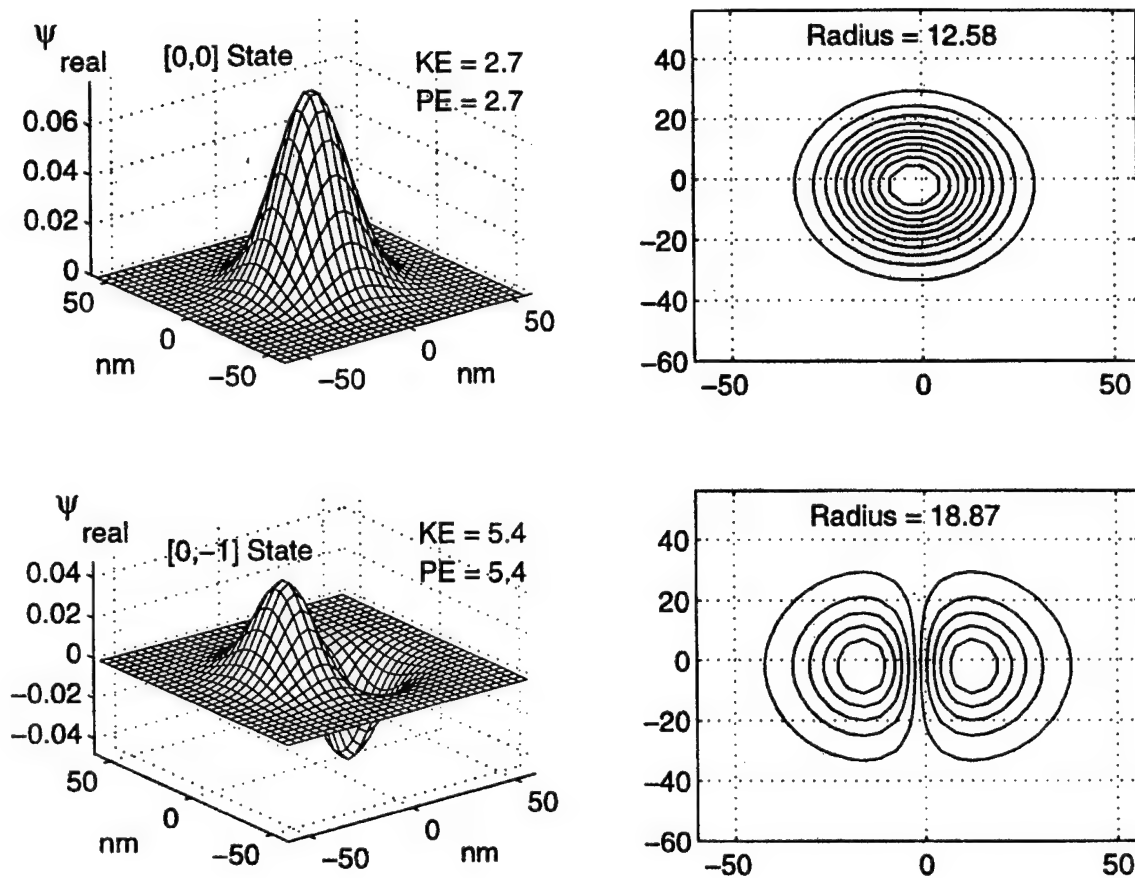 ψ real
[0,0] State
KE = 2.7
PE = 2.7
0.06
0.04
0.02
0
50
0
−50
nm
−50
0
50
nm
Radius = 12.58
40
20
0
−20
−40
−60
−50
0
50
ψ real
[0,−1] State
KE = 5.4
PE = 5,4
0.04
0.02
0
−0.02
−0.04
50
0
−50
nm
−50
0
50
nm
Radius = 18.87
40
20
0
−20
−40
−60
−50
0
50